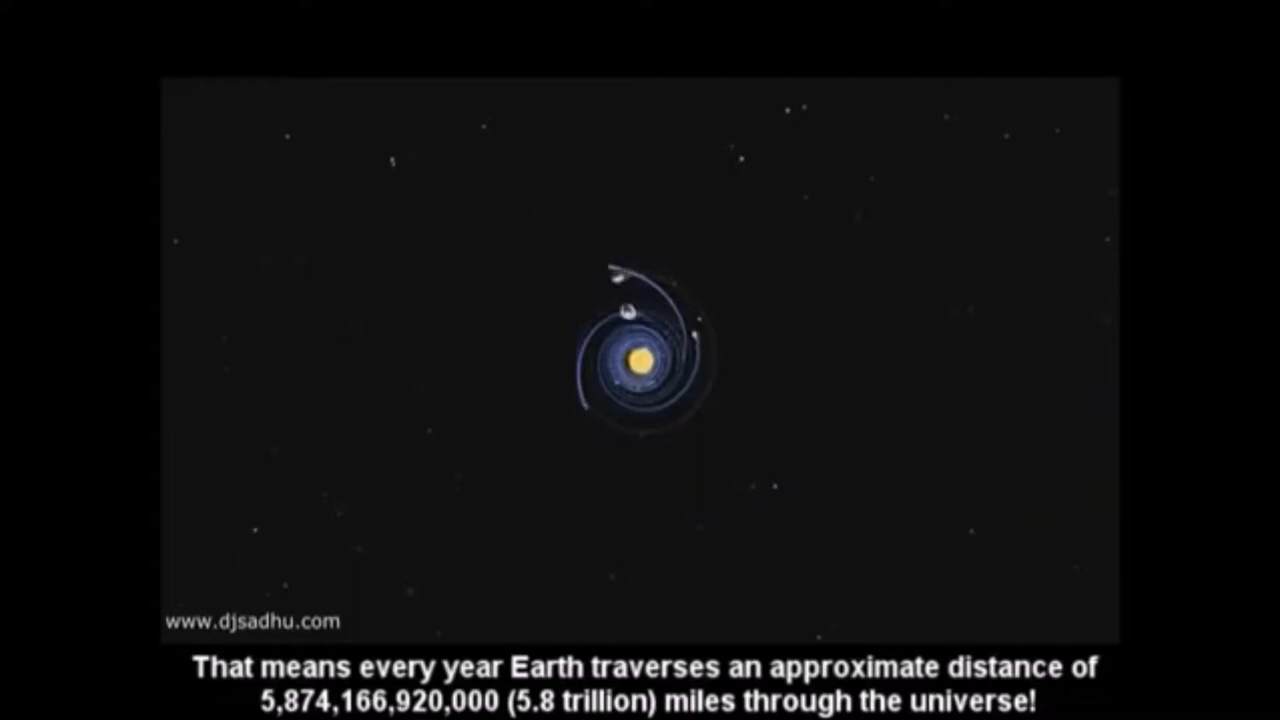 www.djsadhu.com
That means every year Earth traverses an approximate distance of
5,874,166,920,000 (5.8 trillion) miles through the universe!